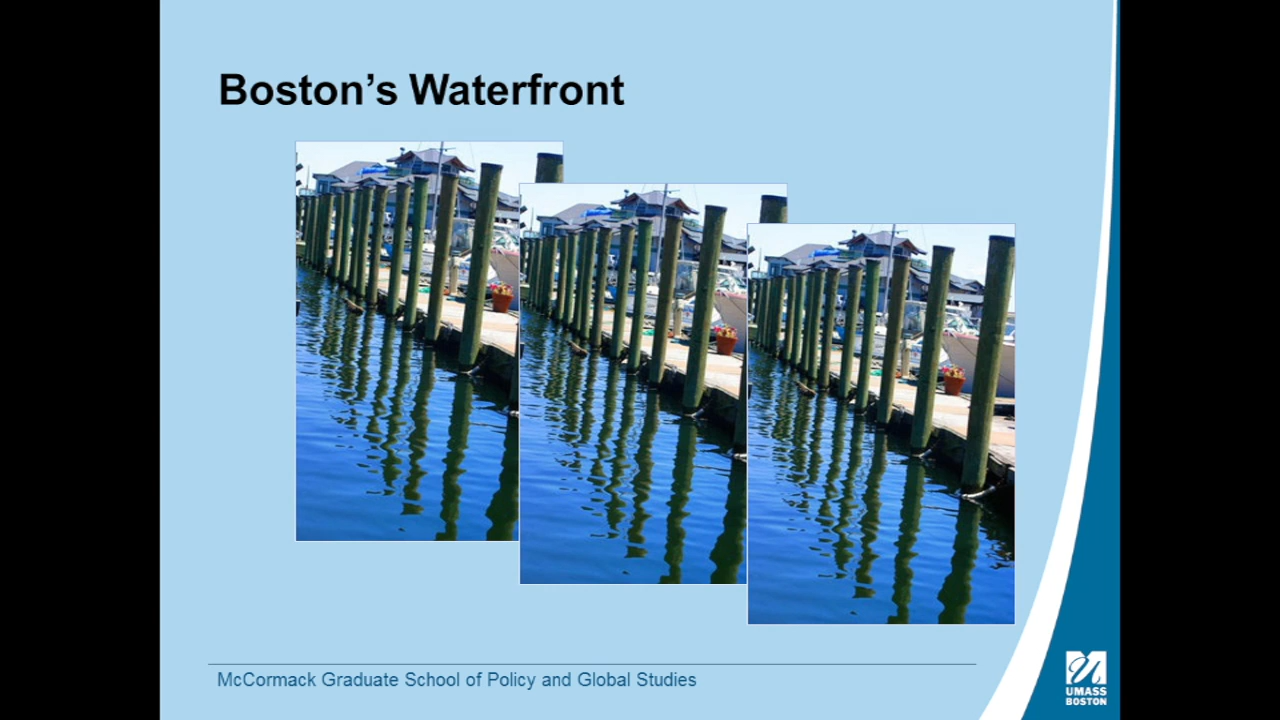 Boston’s Waterfront
McCormack Graduate School of Policy and Global Studies
UMASS
BOSTON